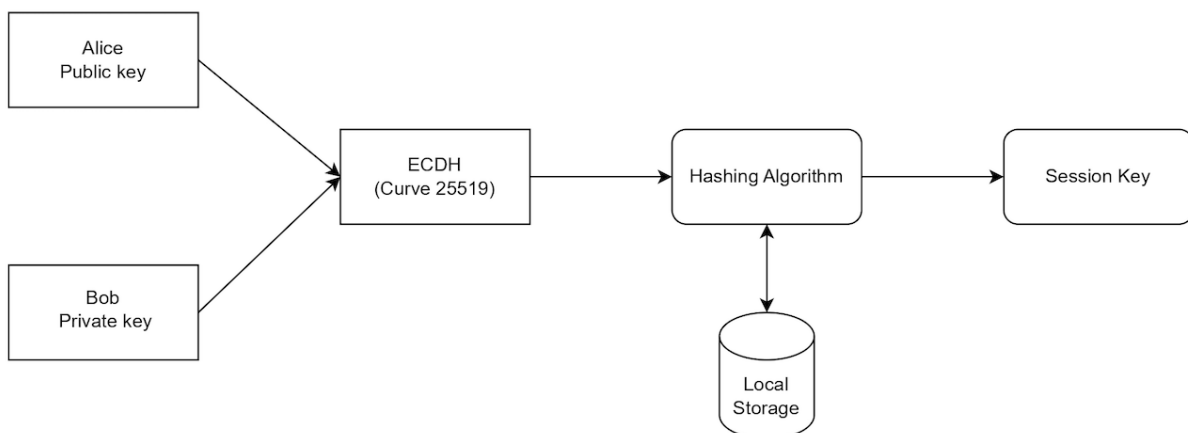 Alice
Public key
ECDH
(Curve 25519)
Hashing Algorithm
Session Key
Bob
Private key
Local
Storage